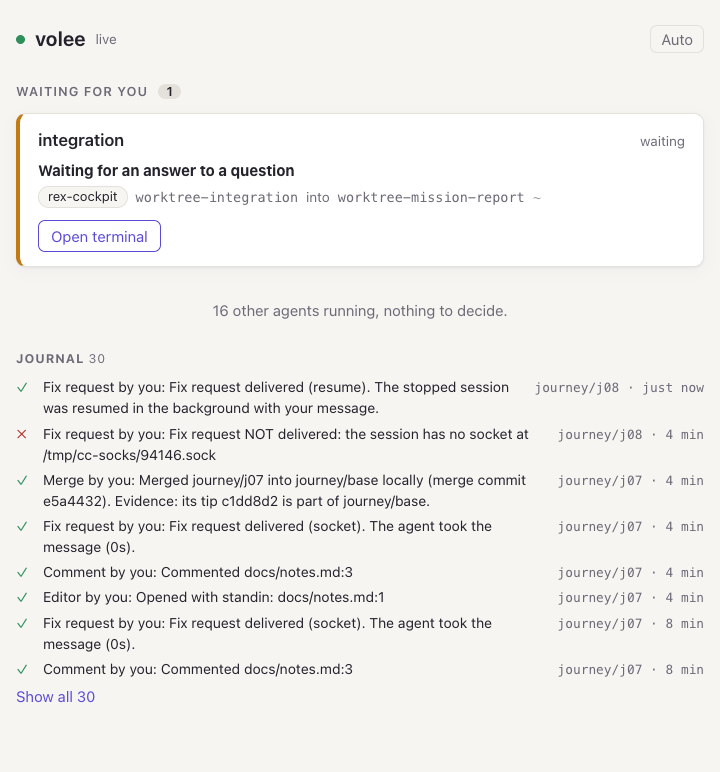 volee live
Auto
WAITING FOR YOU 1
integration
waiting
Waiting for an answer to a question
rex-cockpit worktree-integration into worktree-mission-report ~
Open terminal
16 other agents running, nothing to decide.
JOURNAL 30
✓ Fix request by you: Fix request delivered (resume). The stopped session journey/j08 · just now
was resumed in the background with your message.
✕ Fix request by you: Fix request NOT delivered: the session has no socket at journey/j08 · 4 min
/tmp/cc-socks/94146.sock
✓ Merge by you: Merged journey/j07 into journey/base locally (merge commit journey/j07 · 4 min
e5a4432). Evidence: its tip c1dd8d2 is part of journey/base.
✓ Fix request by you: Fix request delivered (socket). The agent took the journey/j07 · 4 min
message (0s).
✓ Comment by you: Commented docs/notes.md:3 journey/j07 · 4 min
✓ Editor by you: Opened with standin: docs/notes.md:1 journey/j07 · 4 min
✓ Fix request by you: Fix request delivered (socket). The agent took the journey/j07 · 8 min
message (0s).
✓ Comment by you: Commented docs/notes.md:3 journey/j07 · 8 min
Show all 30